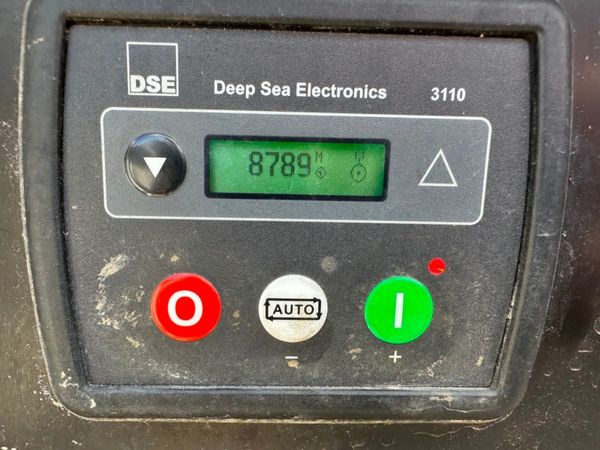 DSE
Deep Sea Electronics 3110
8789 M
O AUTO I
− +